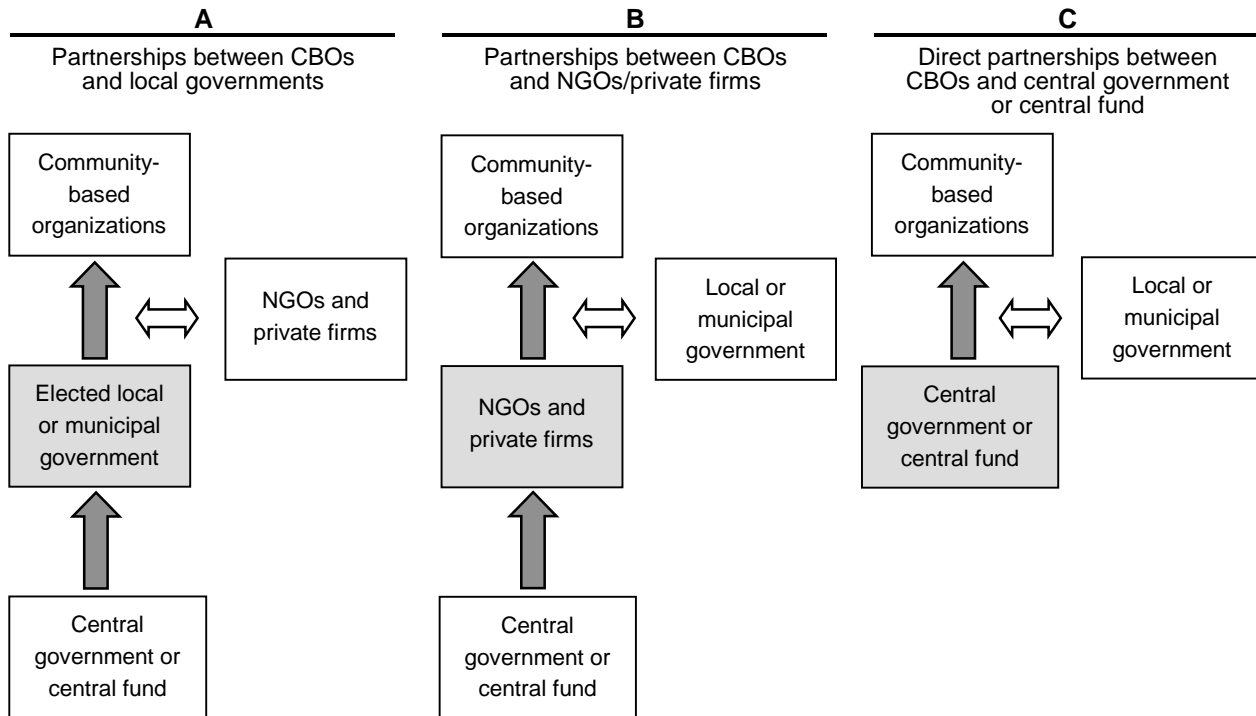 A
Partnerships between CBOs
and local governments
Community-
based
organizations
NGOs and
private firms
Elected local
or municipal
government
Central
government or
central fund
B
Partnerships between CBOs
and NGOs/private firms
Community-
based
organizations
Local or
municipal
government
NGOs and
private firms
Central
government or
central fund
C
Direct partnerships between
CBOs and central government
or central fund
Community-
based
organizations
Local or
municipal
government
Central
government or
central fund